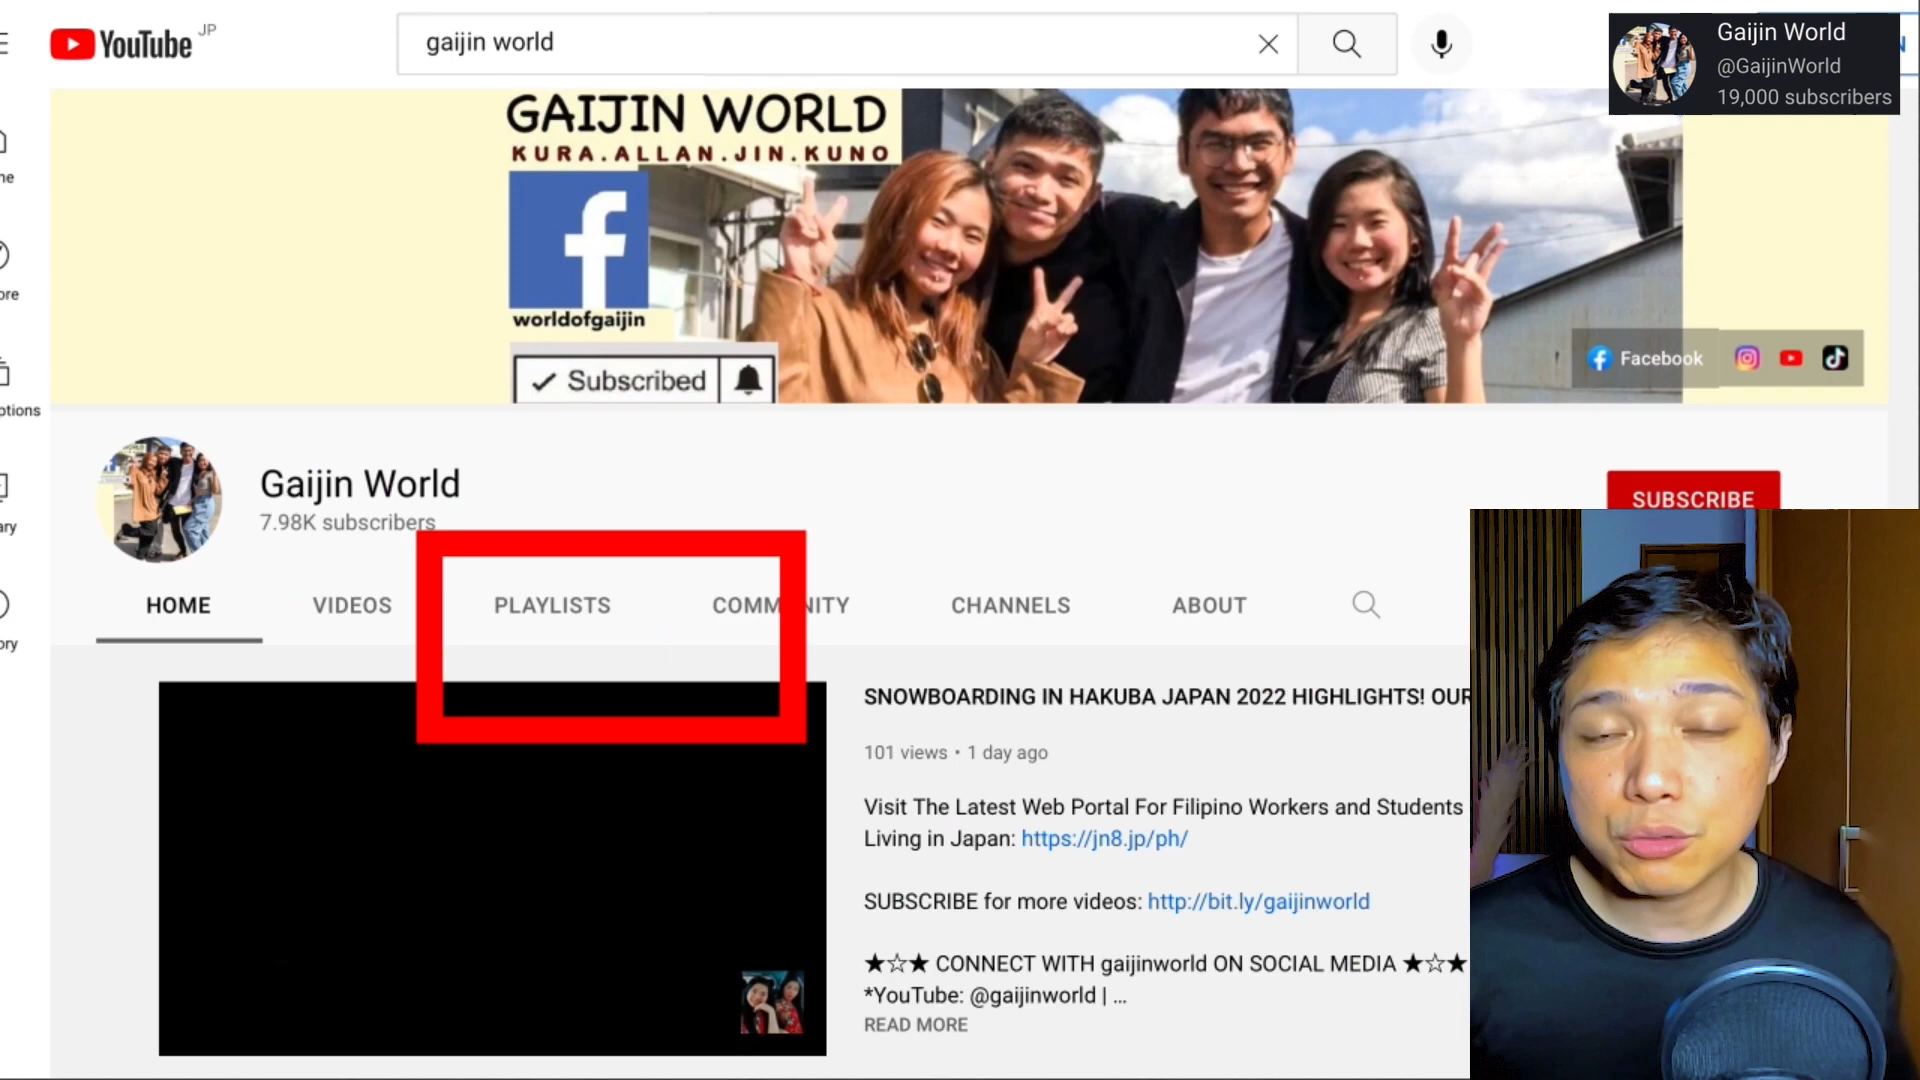 YouTube JP
gaijin world
Gaijin World
@GaijinWorld
19,000 subscribers
GAIJIN WORLD
KURA.ALLAN.JIN.KUNO
f
worldofgaijin
Subscribed
Facebook
ptions
Gaijin World
7.98K subscribers
SUBSCRIBE
HOME
VIDEOS
PLAYLISTS
COMMUNITY
CHANNELS
ABOUT
SNOWBOARDING IN HAKUBA JAPAN 2022 HIGHLIGHTS! OUR
101 views • 1 day ago
Visit The Latest Web Portal For Filipino Workers and Students
Living in Japan: https://jn8.jp/ph/
SUBSCRIBE for more videos: http://bit.ly/gaijinworld
★☆★ CONNECT WITH gaijinworld ON SOCIAL MEDIA ★☆★
*YouTube: @gaijinworld | ...
READ MORE